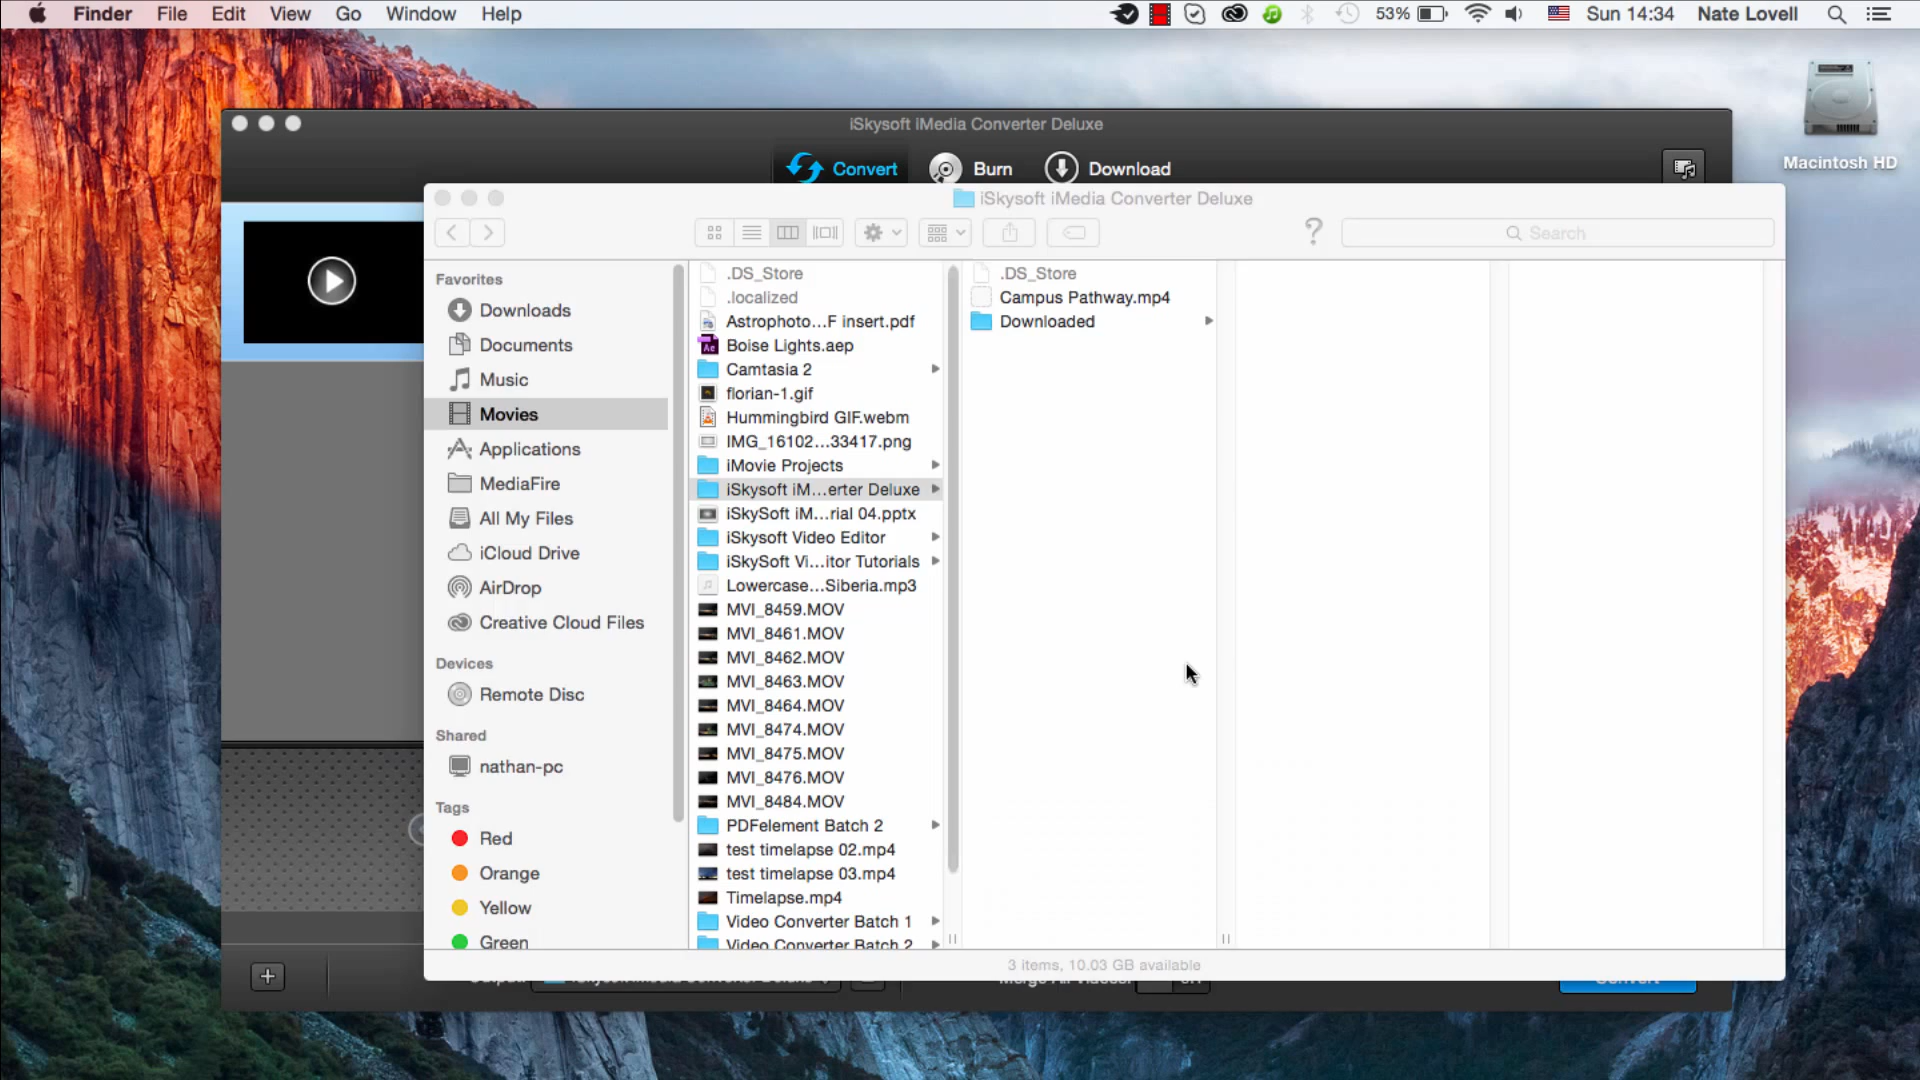 Finder File Edit View Go Window Help 53% Sun 14:34 Nate Lovell
Macintosh HD
iSkysoft iMedia Converter Deluxe
Convert Burn Download
iSkysoft iMedia Converter Deluxe
Search
Favorites
Downloads
Documents
Music
Movies
Applications
MediaFire
All My Files
iCloud Drive
AirDrop
Creative Cloud Files
Devices
Remote Disc
Shared
nathan-pc
Tags
Red
Orange
Yellow
Green
.DS_Store
.localized
Astrophoto...F insert.pdf
Boise Lights.aep
Camtasia 2
florian-1.gif
Hummingbird GIF.webm
IMG_16102...33417.png
iMovie Projects
iSkysoft iM...erter Deluxe
iSkySoft iM...rial 04.pptx
iSkysoft Video Editor
iSkySoft Vi...itor Tutorials
Lowercase...Siberia.mp3
MVI_8459.MOV
MVI_8461.MOV
MVI_8462.MOV
MVI_8463.MOV
MVI_8464.MOV
MVI_8474.MOV
MVI_8475.MOV
MVI_8476.MOV
MVI_8484.MOV
PDFelement Batch 2
test timelapse 02.mp4
test timelapse 03.mp4
Timelapse.mp4
Video Converter Batch 1
Video Converter Batch 2
.DS_Store
Campus Pathway.mp4
Downloaded
3 items, 10.03 GB available